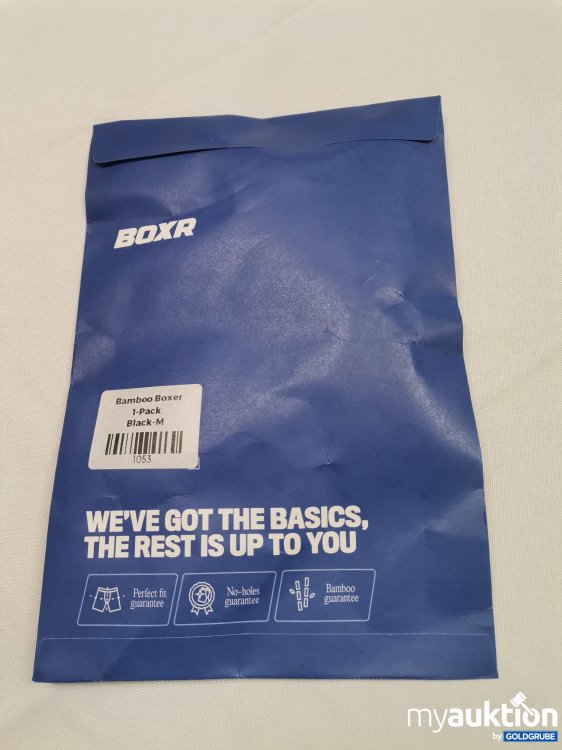 BOXR
Bamboo Boxer
1-Pack
Black-M
1053
WE'VE GOT THE BASICS,
THE REST IS UP TO YOU
Perfect fit
guarantee
No-holes
guarantee
Bamboo
guarantee
myauktion
by GOLDGRUBE